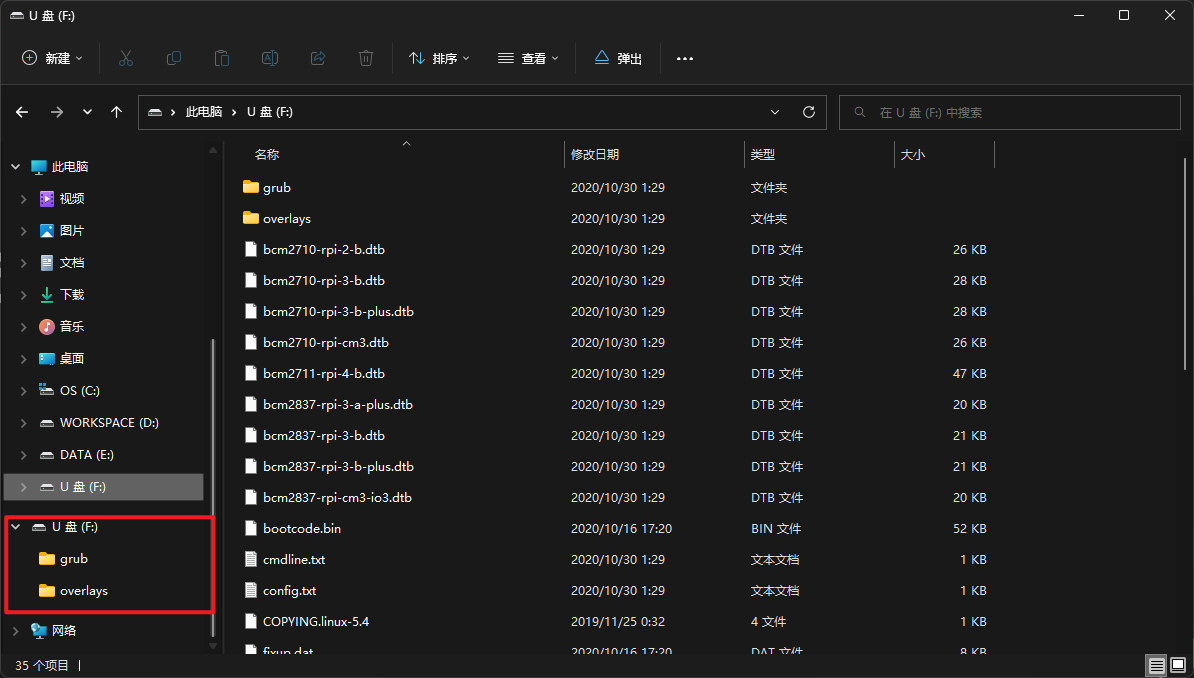 U 盘 (F:)
新建 排序 查看 弹出
此电脑 U 盘 (F:) 在 U 盘 (F:) 中搜索
此电脑
视频
图片
文档
下载
音乐
桌面
OS (C:)
WORKSPACE (D:)
DATA (E:)
U 盘 (F:)
U 盘 (F:)
grub
overlays
网络
名称 修改日期 类型 大小
grub 2020/10/30 1:29 文件夹
overlays 2020/10/30 1:29 文件夹
bcm2710-rpi-2-b.dtb 2020/10/30 1:29 DTB 文件 26 KB
bcm2710-rpi-3-b.dtb 2020/10/30 1:29 DTB 文件 28 KB
bcm2710-rpi-3-b-plus.dtb 2020/10/30 1:29 DTB 文件 28 KB
bcm2710-rpi-cm3.dtb 2020/10/30 1:29 DTB 文件 26 KB
bcm2711-rpi-4-b.dtb 2020/10/30 1:29 DTB 文件 47 KB
bcm2837-rpi-3-a-plus.dtb 2020/10/30 1:29 DTB 文件 20 KB
bcm2837-rpi-3-b.dtb 2020/10/30 1:29 DTB 文件 21 KB
bcm2837-rpi-3-b-plus.dtb 2020/10/30 1:29 DTB 文件 21 KB
bcm2837-rpi-cm3-io3.dtb 2020/10/30 1:29 DTB 文件 20 KB
bootcode.bin 2020/10/16 17:20 BIN 文件 52 KB
cmdline.txt 2020/10/30 1:29 文本文档 1 KB
config.txt 2020/10/30 1:29 文本文档 1 KB
COPYING.linux-5.4 2019/11/25 0:32 4 文件 1 KB
fixup.dat 2020/10/16 17:20 DAT 文件 8 KB
35 个项目